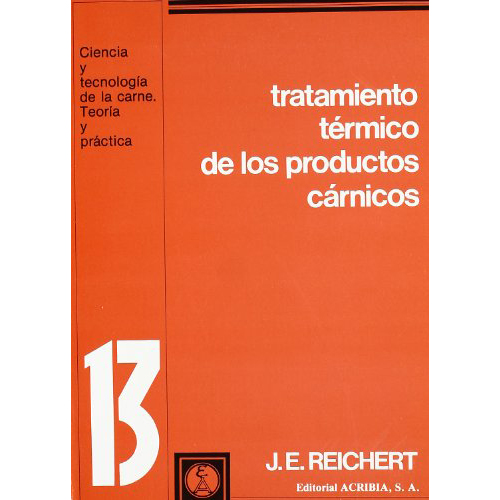 Ciencia
y
tecnología
de la carne.
Teoría
y
práctica
tratamiento
térmico
de los productos
cárnicos
13
J. E. REICHERT
Editorial ACRIBIA, S. A.